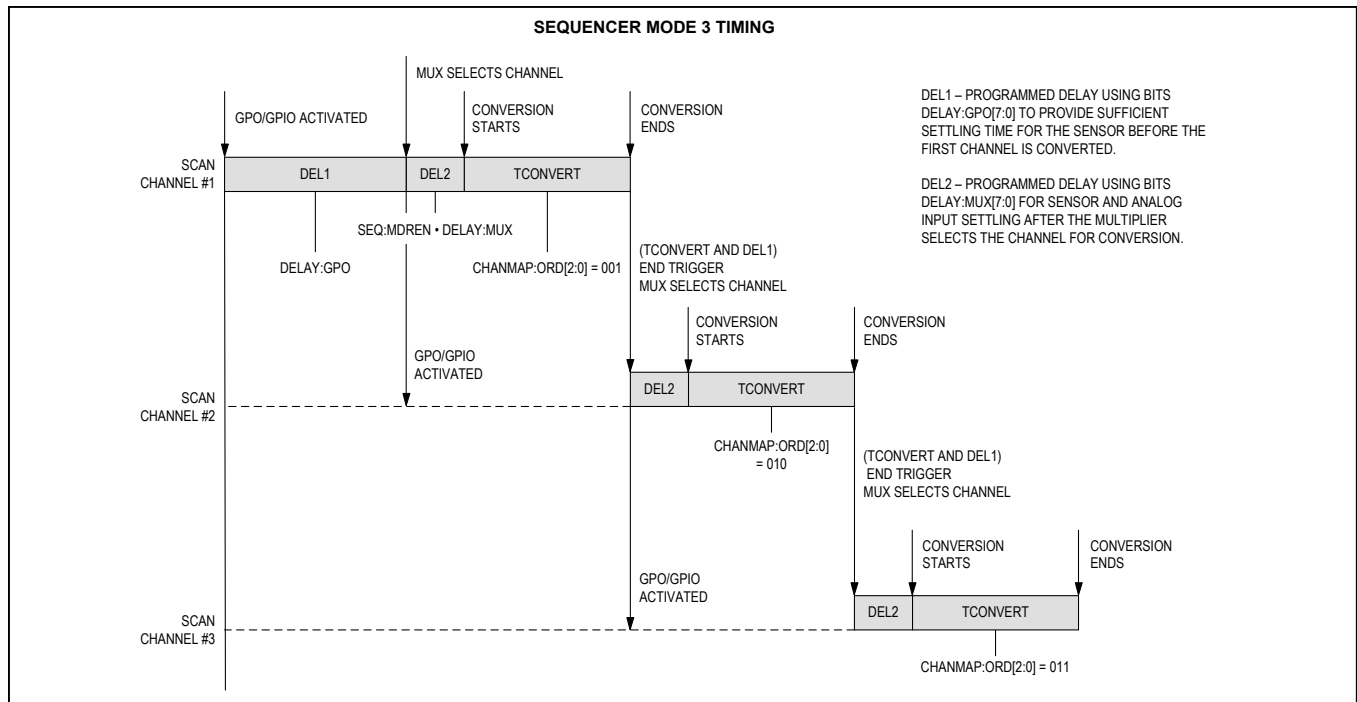 SEQUENCER MODE 3 TIMING
MUX SELECTS CHANNEL
GPO/GPIO ACTIVATED
CONVERSION
STARTS
CONVERSION
ENDS
DEL1 – PROGRAMMED DELAY USING BITS
DELAY:GPO[7:0] TO PROVIDE SUFFICIENT
SETTLING TIME FOR THE SENSOR BEFORE THE
FIRST CHANNEL IS CONVERTED.
DEL2 – PROGRAMMED DELAY USING BITS
DELAY:MUX[7:0] FOR SENSOR AND ANALOG
INPUT SETTLING AFTER THE MULTIPLIER
SELECTS THE CHANNEL FOR CONVERSION.
SCAN
CHANNEL #1
DEL1
DEL2
TCONVERT
SEQ:MDREN • DELAY:MUX
DELAY:GPO
CHANMAP:ORD[2:0] = 001
(TCONVERT AND DEL1)
END TRIGGER
MUX SELECTS CHANNEL
CONVERSION
STARTS
CONVERSION
ENDS
GPO/GPIO
ACTIVATED
SCAN
CHANNEL #2
DEL2
TCONVERT
CHANMAP:ORD[2:0]
= 010
(TCONVERT AND DEL1)
END TRIGGER
MUX SELECTS CHANNEL
CONVERSION
STARTS
CONVERSION
ENDS
GPO/GPIO
ACTIVATED
SCAN
CHANNEL #3
DEL2
TCONVERT
CHANMAP:ORD[2:0] = 011